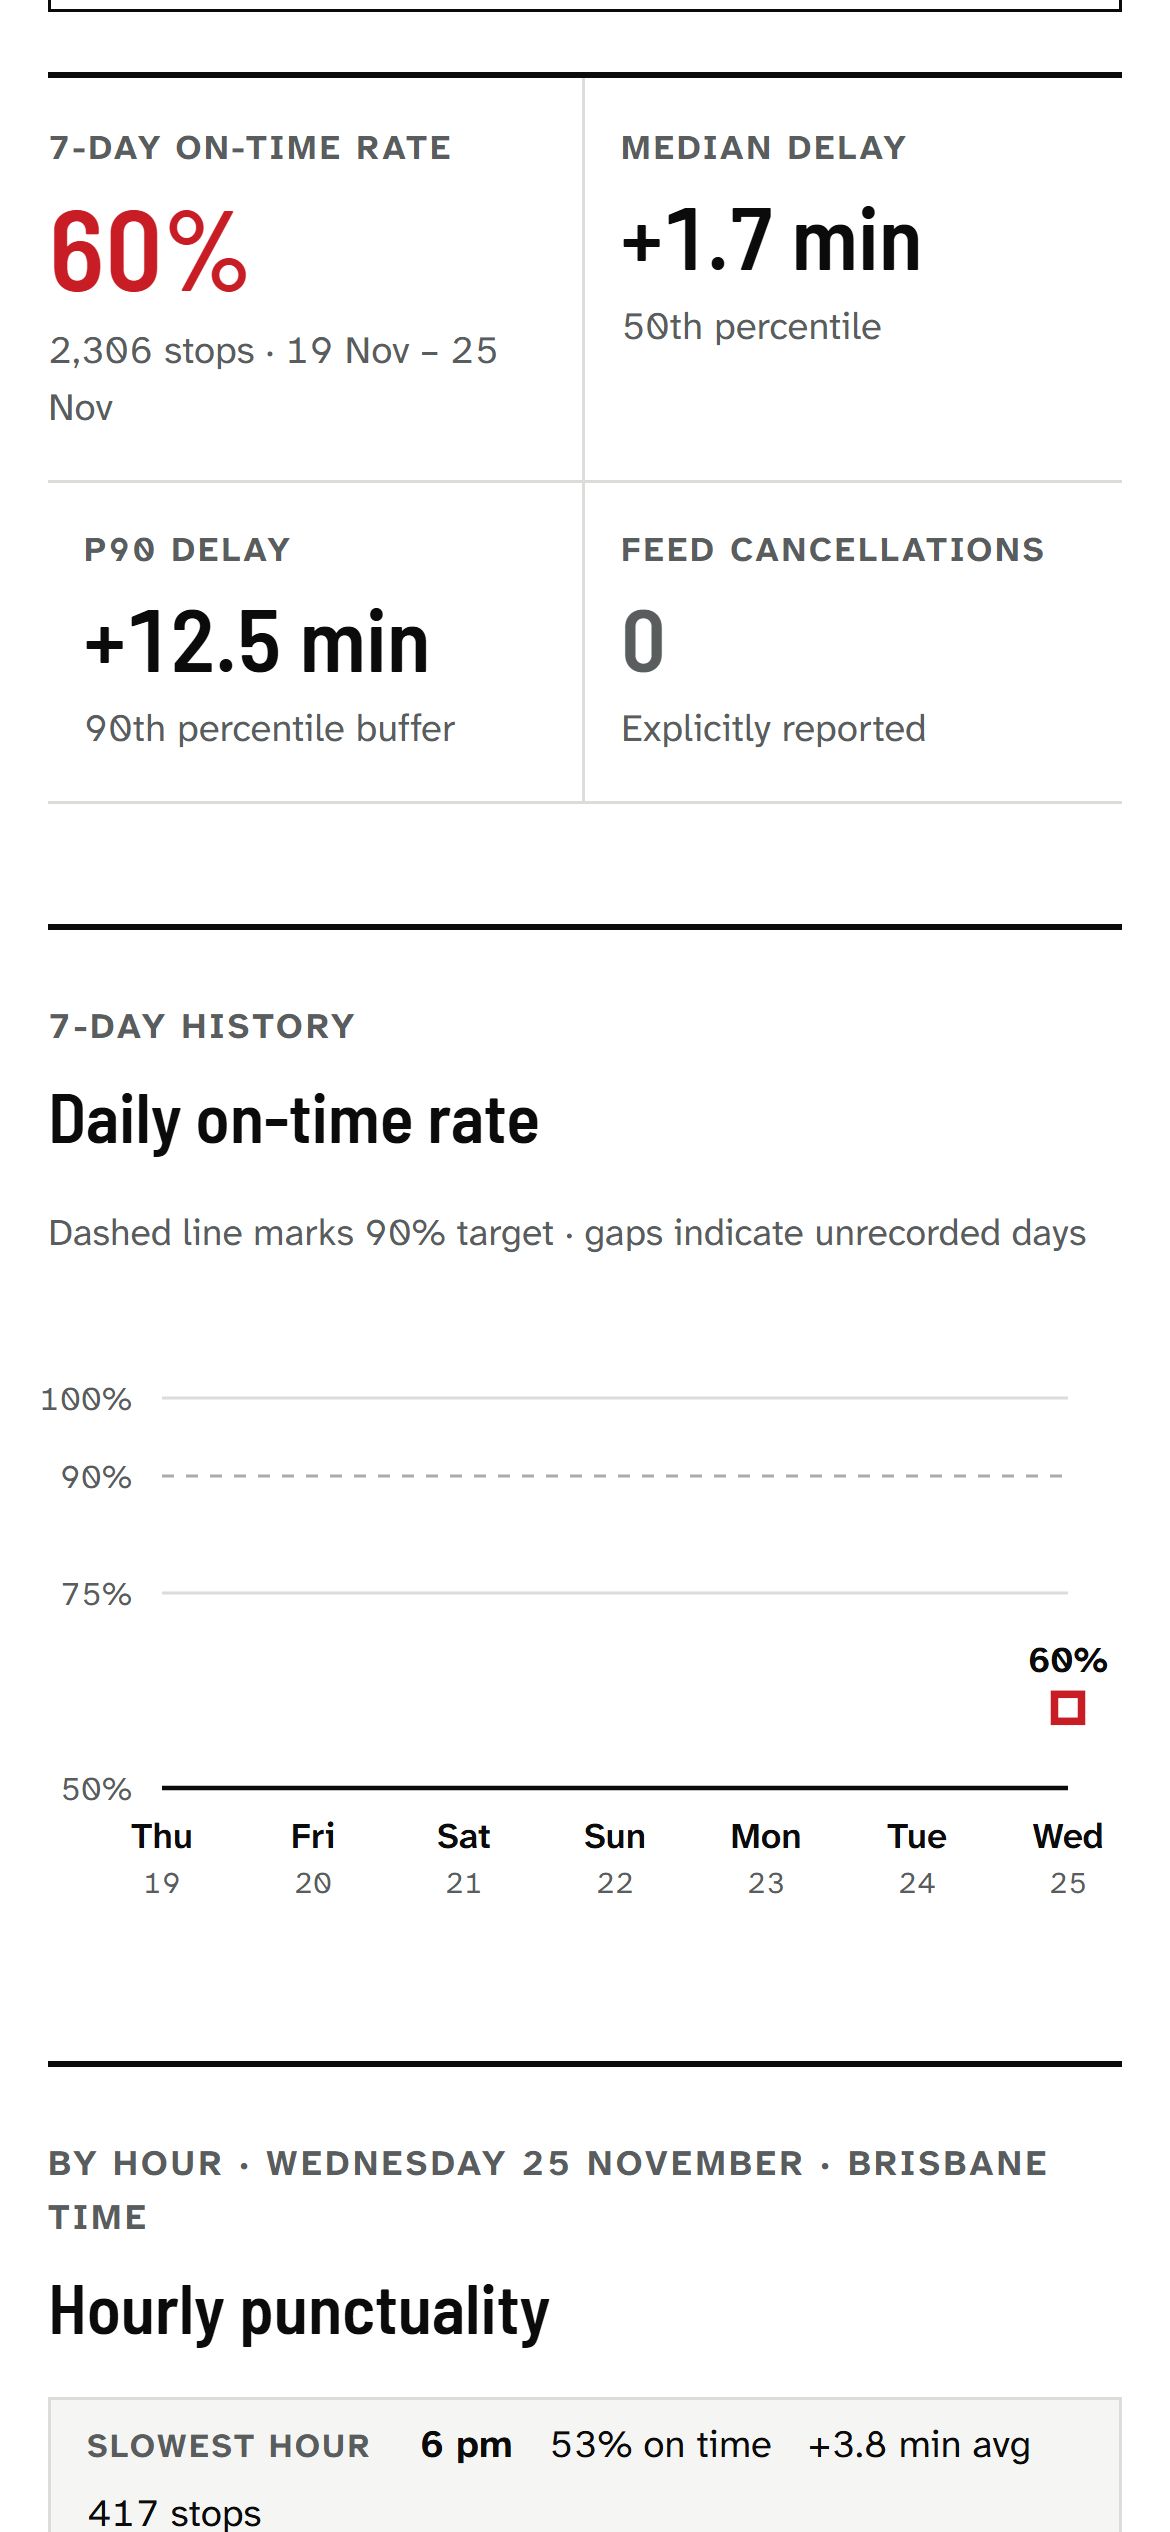 7-DAY ON-TIME RATE
60%
2,306 stops · 19 Nov – 25
Nov
MEDIAN DELAY
+1.7 min
50th percentile
P90 DELAY
+12.5 min
90th percentile buffer
FEED CANCELLATIONS
0
Explicitly reported
7-DAY HISTORY
Daily on-time rate
Dashed line marks 90% target · gaps indicate unrecorded days
100%
90%
75%
60%
50%
Thu Fri Sat Sun Mon Tue Wed
19 20 21 22 23 24 25
BY HOUR · WEDNESDAY 25 NOVEMBER · BRISBANE
TIME
Hourly punctuality
SLOWEST HOUR 6 pm 53% on time +3.8 min avg
417 stops